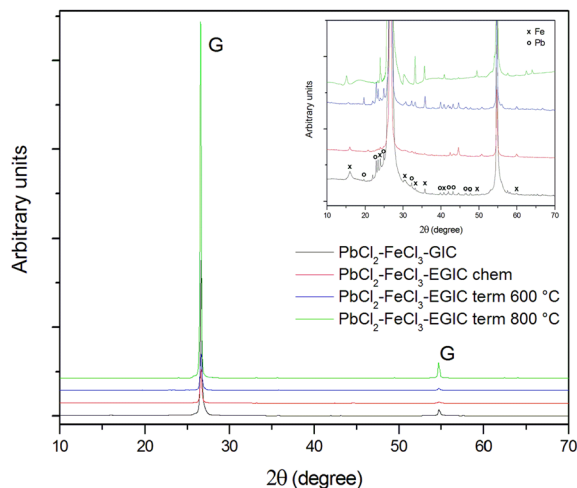 G
x Fe
o Pb
Arbitrary units
10 20 30 40 50 60 70
2θ (degree)
PbCl2-FeCl3-GIC
PbCl2-FeCl3-EGIC chem
PbCl2-FeCl3-EGIC term 600 °C
PbCl2-FeCl3-EGIC term 800 °C
G
Arbitrary units
10 20 30 40 50 60 70
2θ (degree)